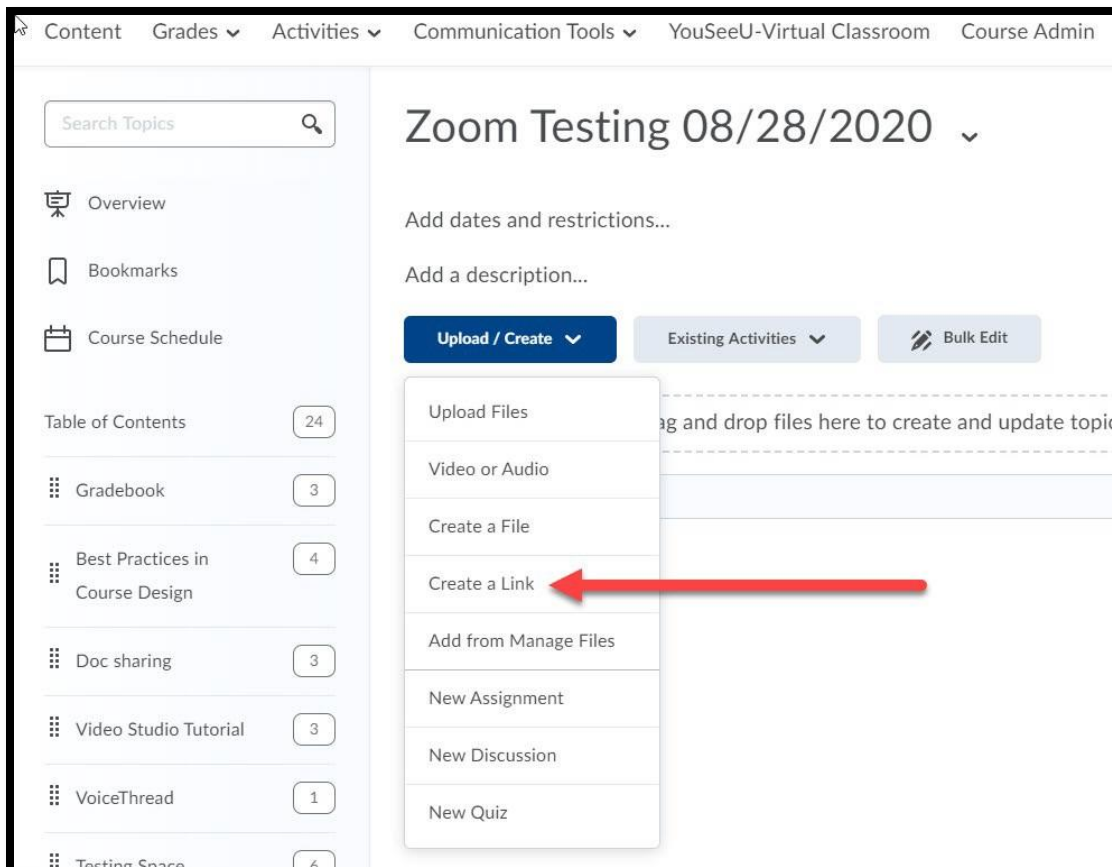 Content Grades Activities Communication Tools YouSeeU-Virtual Classroom Course Admin
Search Topics
Overview
Bookmarks
Course Schedule
Table of Contents 24
Gradebook 3
Best Practices in 4
Course Design
Doc sharing 3
Video Studio Tutorial 3
VoiceThread 1
Testing Space 6
Zoom Testing 08/28/2020
Add dates and restrictions...
Add a description...
Upload / Create Existing Activities Bulk Edit
Upload Files
and drop files here to create and update
Video or Audio
Create a File
Create a Link
Add from Manage Files
New Assignment
New Discussion
New Quiz